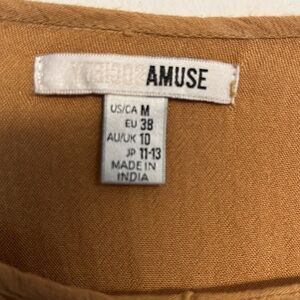 AMUSE
US/CA M
EU 38
AU/UK 10
JP 11-13
MADE IN
INDIA